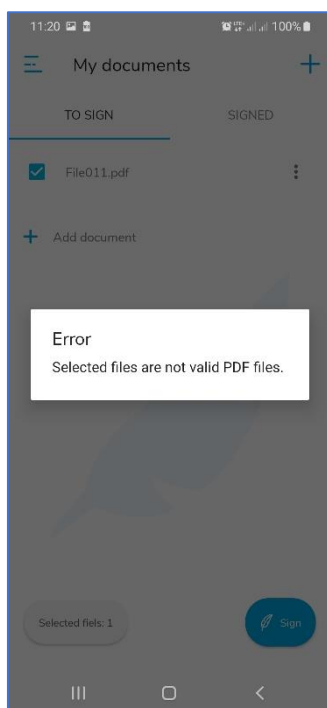 11:20 100%
My documents
TO SIGN SIGNED
File011.pdf
Add document
Error
Selected files are not valid PDF files.
Selected fiels: 1 Sign